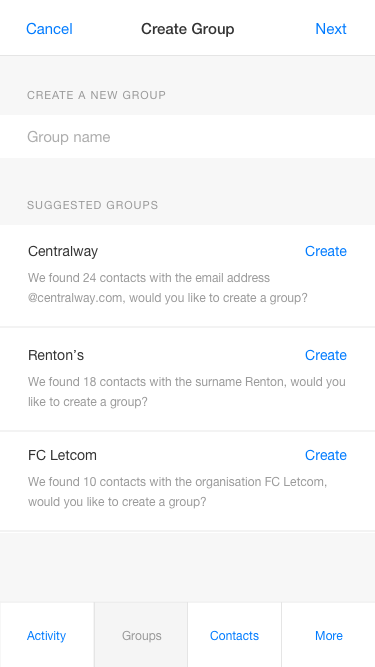 Cancel Create Group Next
CREATE A NEW GROUP
Group name
SUGGESTED GROUPS
Centralway Create
We found 24 contacts with the email address
@centralway.com, would you like to create a group?
Renton’s Create
We found 18 contacts with the surname Renton, would you
like to create a group?
FC Letcom Create
We found 10 contacts with the organisation FC Letcom,
would you like to create a group?
Activity Groups Contacts More